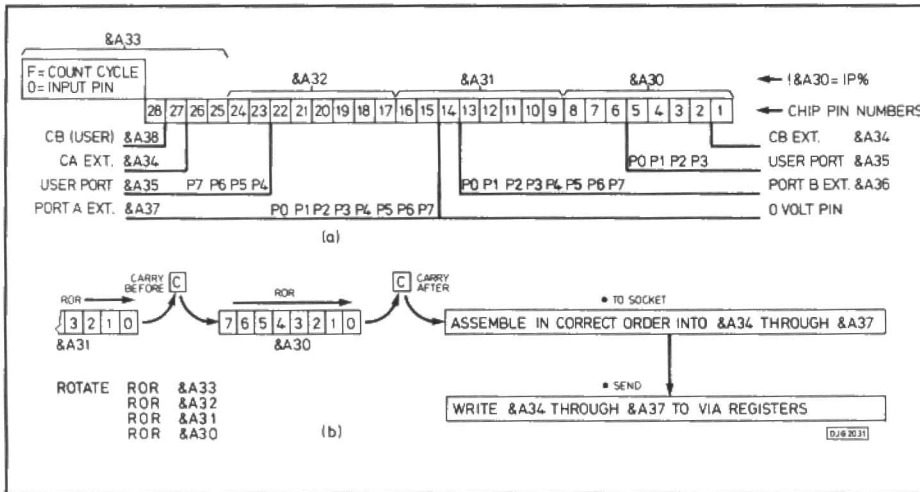 &A33
F=COUNT CYCLE
0=INPUT PIN
&A32 &A31 &A30 !&A30=IP%
28 27 26 25 24 23 22 21 20 19 18 17 16 15 14 13 12 11 10 9 8 7 6 5 4 3 2 1 CHIP PIN NUMBERS
CB (USER) &A38 CB EXT. &A34
CA EXT. &A34 P0 P1 P2 P3 USER PORT &A35
USER PORT &A35 P7 P6 P5 P4 P0 P1 P2 P3 P4 P5 P6 P7 PORT B EXT. &A36
PORT A EXT. &A37 P0 P1 P2 P3 P4 P5 P6 P7 0 VOLT PIN
(a)
CARRY BEFORE C C CARRY AFTER
ROR ROR
• TO SOCKET
3 2 1 0 7 6 5 4 3 2 1 0 ASSEMBLE IN CORRECT ORDER INTO &A34 THROUGH &A37
&A31 &A30
• SEND
ROTATE ROR &A33
ROR &A32 WRITE &A34 THROUGH &A37 TO VIA REGISTERS
ROR &A31
ROR &A30 (b) DJG 2031